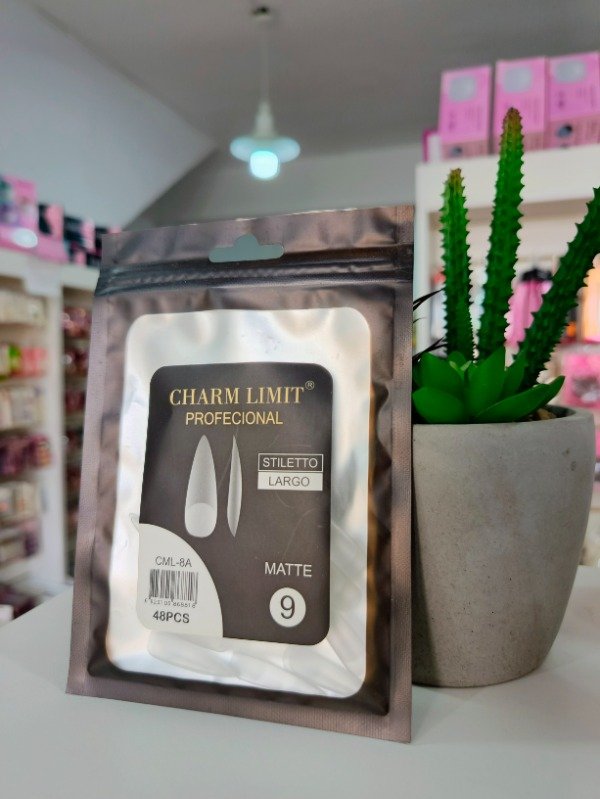 CHARM LIMIT®
PROFECIONAL
STILETTO
LARGO
CML-8A
48PCS
MATTE
9